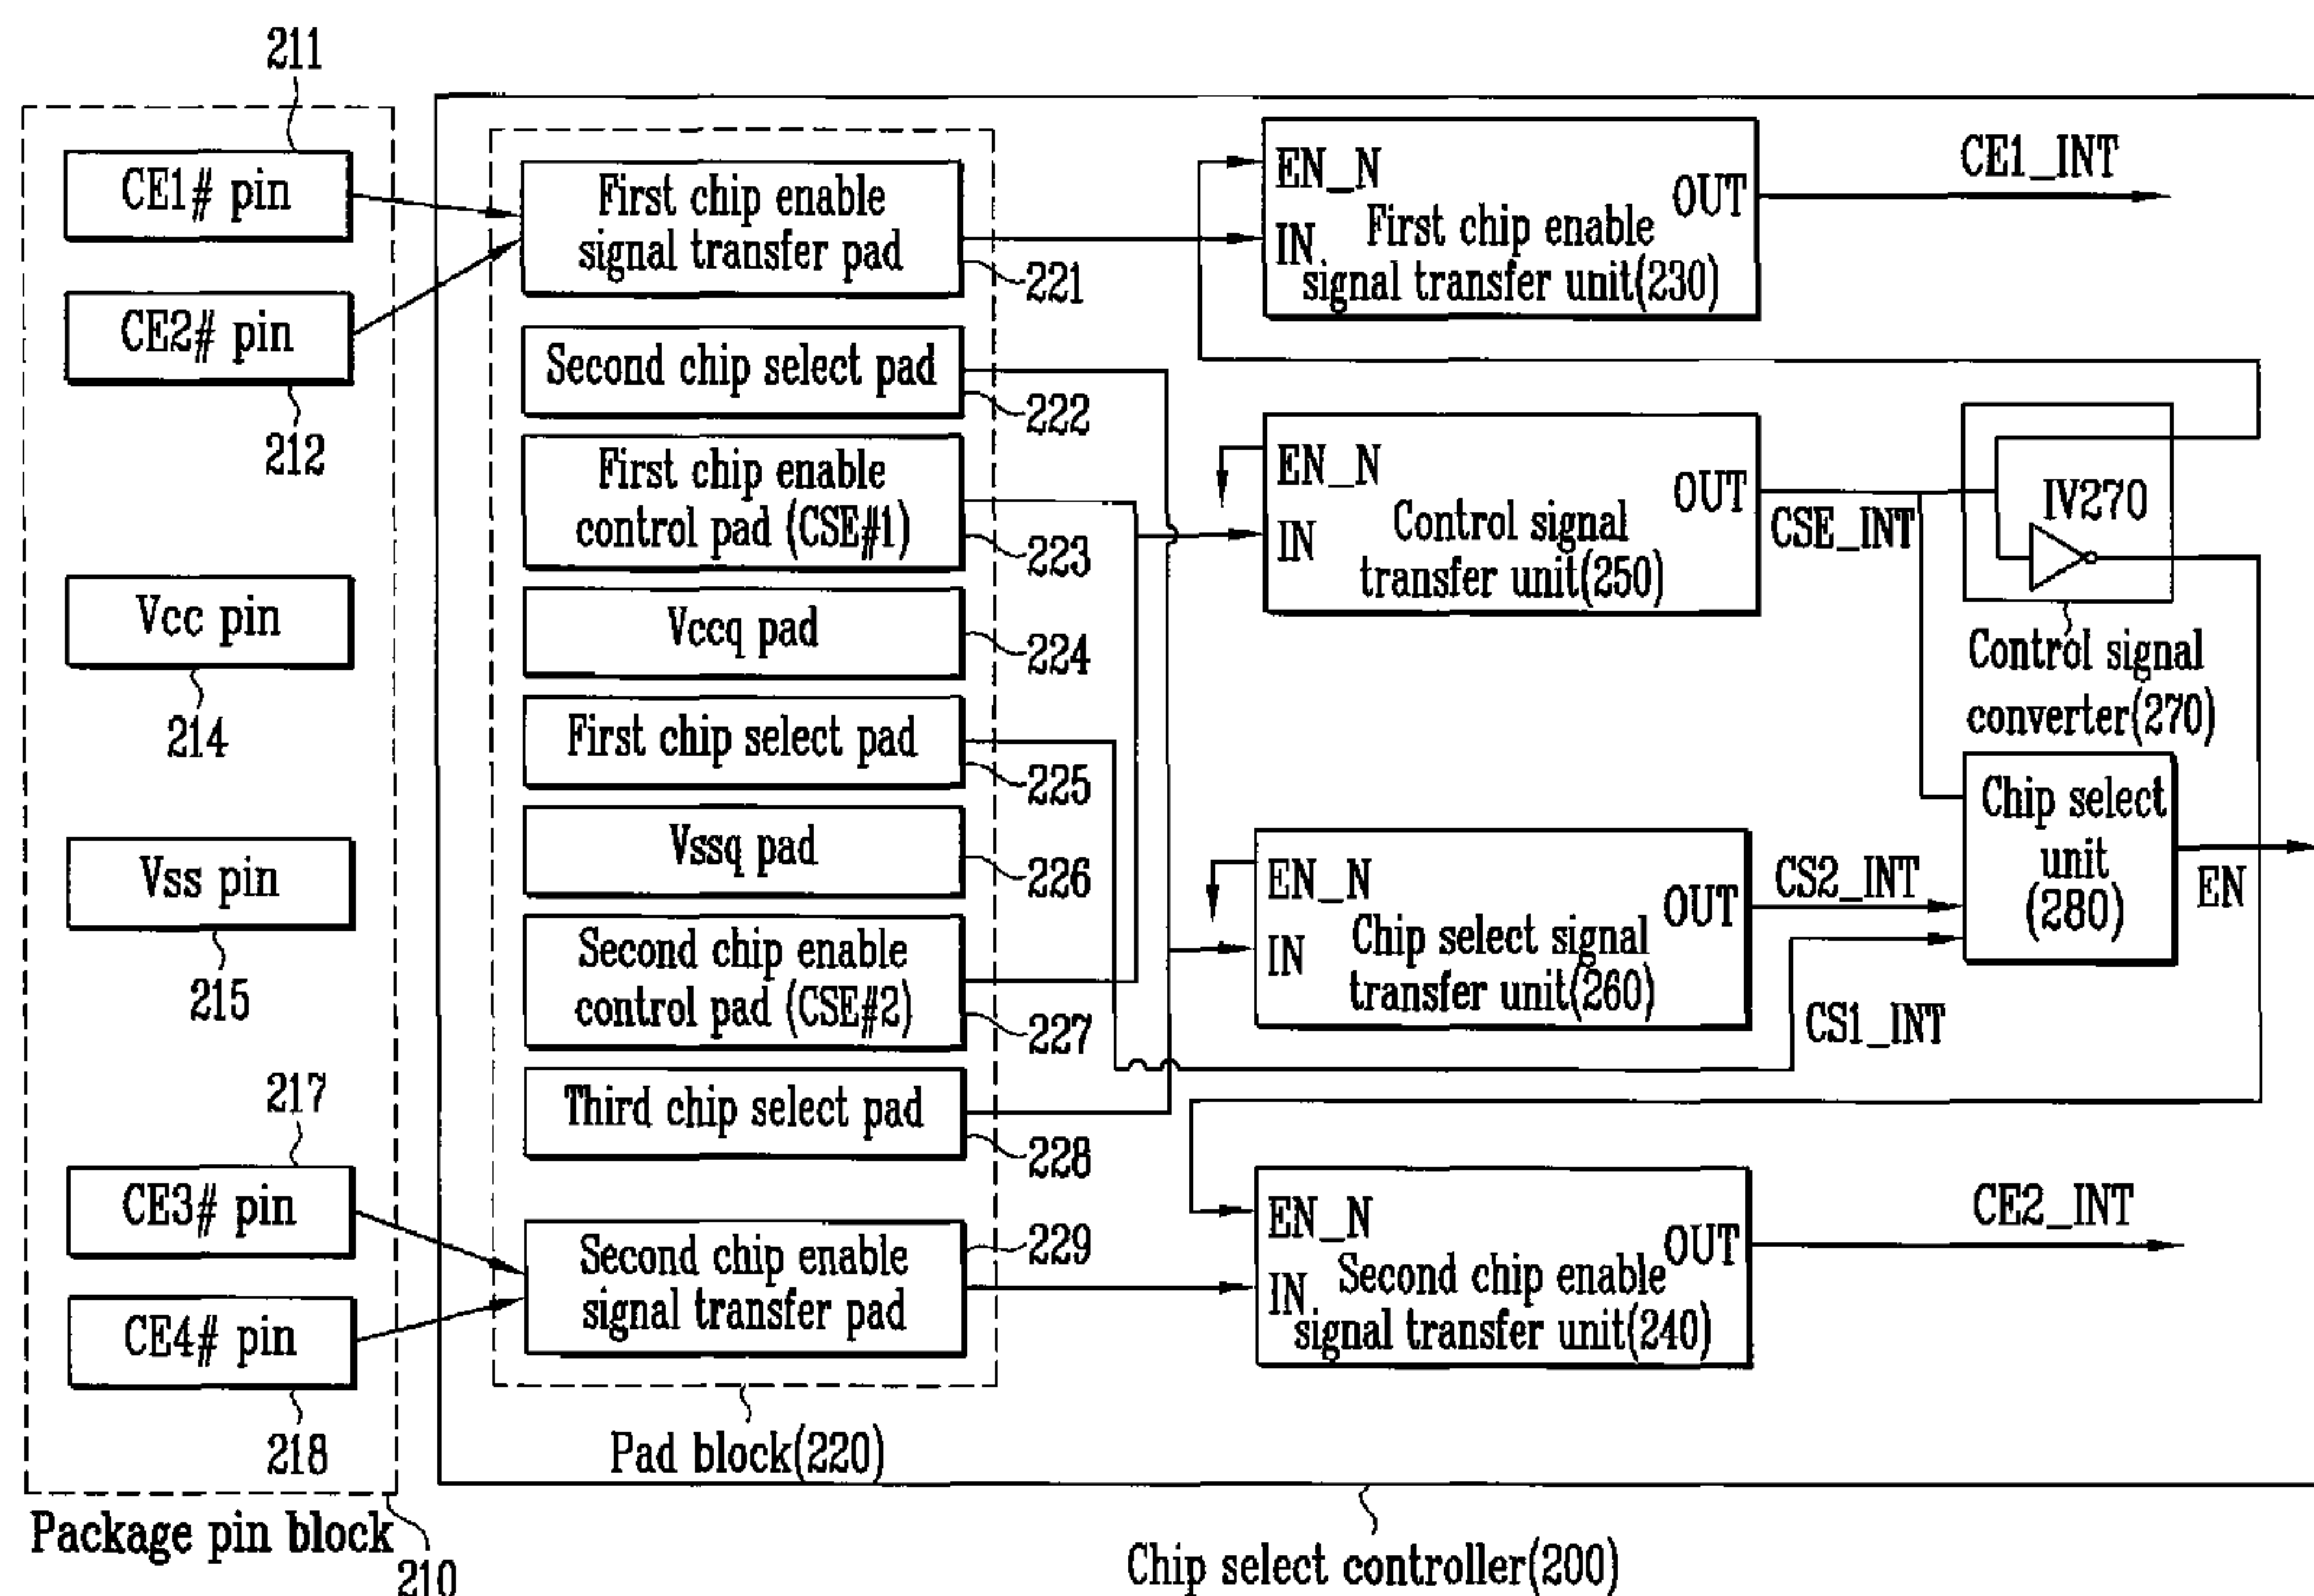 211
CE1# pin
CE2# pin
212
Vcc pin
214
Vss pin
215
217
CE3# pin
CE4# pin
218
Package pin block
210
First chip enable
signal transfer pad
221
Second chip select pad
222
First chip enable
control pad (CSE#1)
223
Vccq pad
224
First chip select pad
225
Vssq pad
226
Second chip enable
control pad (CSE#2)
227
Third chip select pad
228
229
Second chip enable
signal transfer pad
Pad block(220)
EN_N
OUT
IN
First chip enable
signal transfer unit(230)
CE1_INT
EN_N
OUT
IN
Control signal
transfer unit(250)
CSE_INT
IV270
Control signal
converter(270)
EN_N
OUT
IN
Chip select signal
transfer unit(260)
CS2_INT
CS1_INT
Chip select
unit
(280)
EN
EN_N
OUT
IN
Second chip enable
signal transfer unit(240)
CE2_INT
Chip select controller(200)